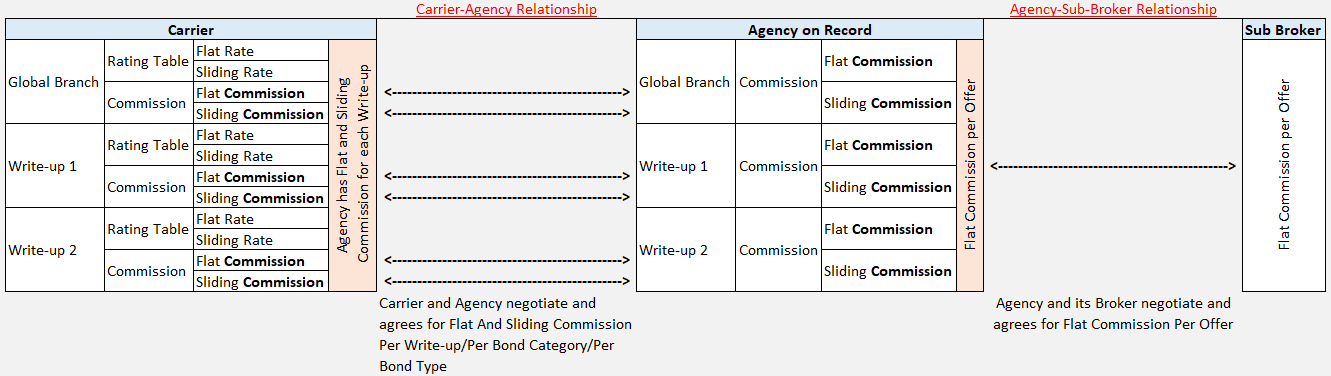 Carrier-Agency Relationship
Agency-Sub-Broker Relationship
Carrier
Agency on Record
Sub Broker
Global Branch
Rating Table
Flat Rate
Sliding Rate
Commission
Flat Commission
Sliding Commission
Write-up 1
Rating Table
Flat Rate
Sliding Rate
Commission
Flat Commission
Sliding Commission
Write-up 2
Rating Table
Flat Rate
Sliding Rate
Commission
Flat Commission
Sliding Commission
Agency has Flat and Sliding
Commission for each Write-up
<-------------------------------------------------->
<-------------------------------------------------->
<-------------------------------------------------->
<-------------------------------------------------->
<-------------------------------------------------->
<-------------------------------------------------->
Carrier and Agency negotiate and
agrees for Flat And Sliding Commission
Per Write-up/Per Bond Category/Per
Bond Type
Global Branch
Commission
Flat Commission
Sliding Commission
Write-up 1
Commission
Flat Commission
Sliding Commission
Write-up 2
Commission
Flat Commission
Sliding Commission
Flat Commission per Offer
<-------------------------------------------------->
Agency and its Broker negotiate and
agrees for Flat Commission Per Offer
Flat Commission per Offer